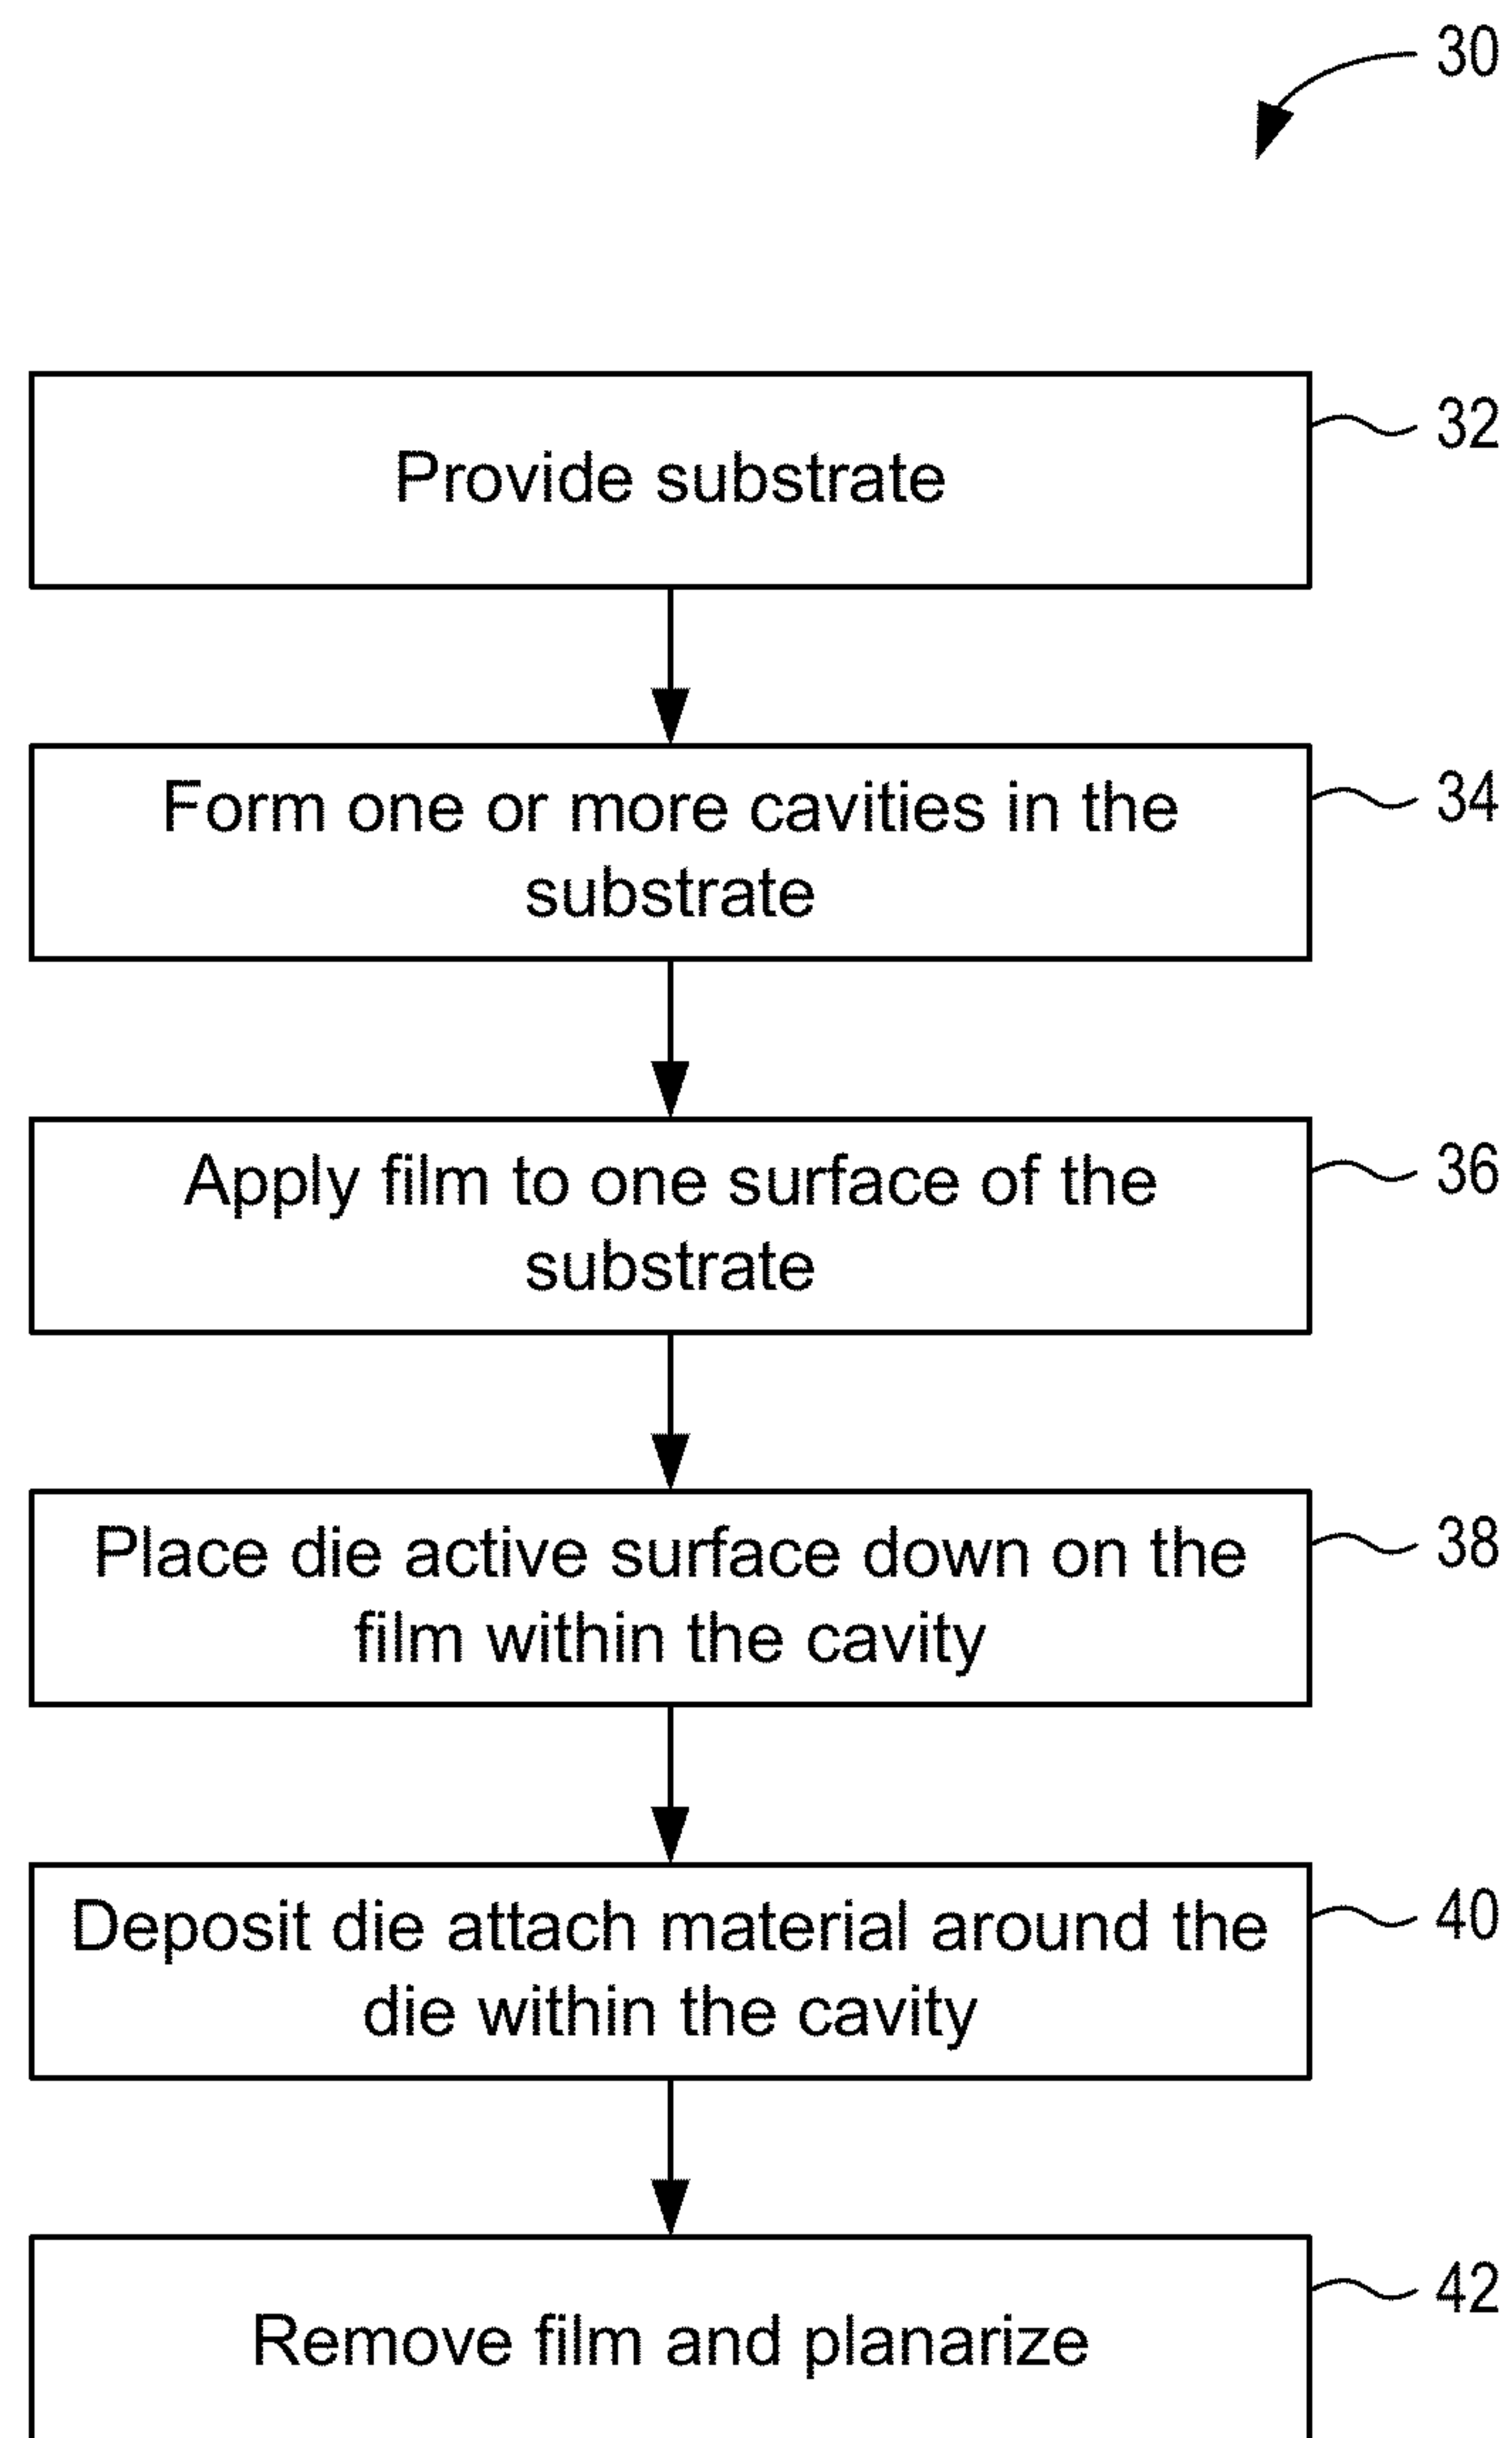 30
Provide substrate
32
Form one or more cavities in the
substrate
34
Apply film to one surface of the
substrate
36
Place die active surface down on the
film within the cavity
38
Deposit die attach material around the
die within the cavity
40
Remove film and planarize
42